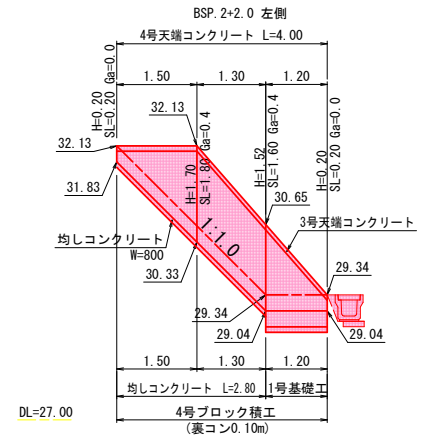 BSP.2+2.0 左側
4号天端コンクリート L=4.00
1.50 1.30 1.20
H=0.20
SL=0.20 Ga=0.0
H=1.70
SL=1.80 Ga=0.4
H=1.52
SL=1.60 Ga=0.4
H=0.20
SL=0.20 Ga=0.0
32.13
32.13
31.83
30.65
1:1.0
3号天端コンクリート
均しコンクリート
W=800
30.33
29.34
29.34
29.04
29.04
1.50 1.30 1.20
均しコンクリート L=2.80 1号基礎工
DL=27.00
4号ブロック積工
(裏コン0.10m)